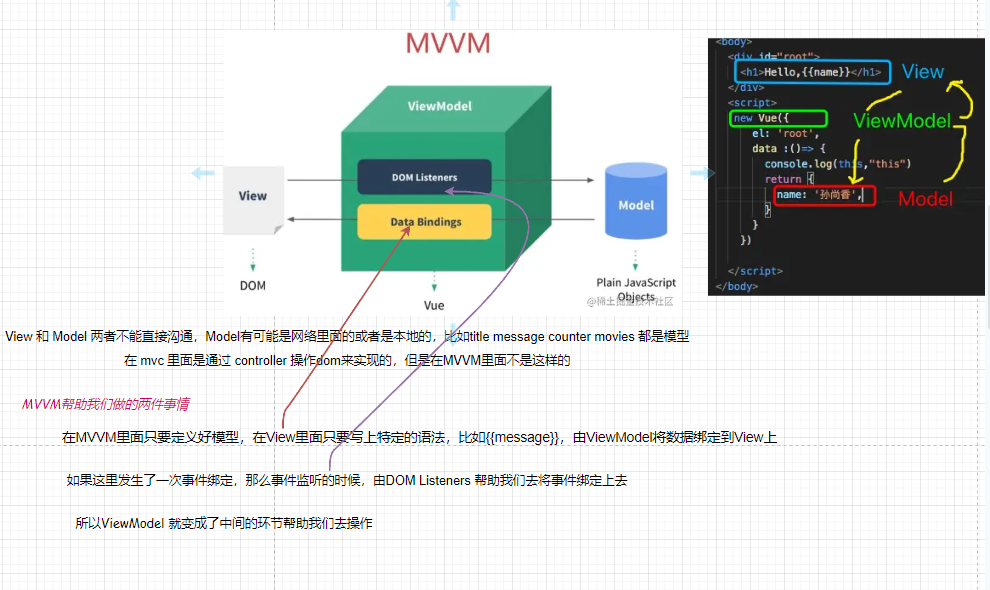 MVVM
ViewModel
DOM Listeners
Data Bindings
View
Model
DOM
Vue
Plain JavaScript
Objects
@稀土掘金技术社区
<body>
<div id="root">
<h1>Hello,{{name}}</h1>
</div>
<script>
new Vue({
el: 'root',
data :()=> {
console.log(this,"this")
return {
name: '孙尚香',
}
}
})
</script>
</body>
View
ViewModel
Model
View 和 Model 两者不能直接沟通，Model有可能是网络里面的或者是本地的，比如title message counter movies 都是模型
在 mvc 里面是通过 controller 操作dom来实现的，但是在MVVM里面不是这样的
MVVM帮助我们做的两件事情
在MVVM里面只要定义好模型，在View里面只要写上特定的语法，比如{{message}}，由ViewModel将数据绑定到View上
如果这里发生了一次事件绑定，那么事件监听的时候，由DOM Listeners 帮助我们去将事件绑定上去
所以ViewModel 就变成了中间的环节帮助我们去操作